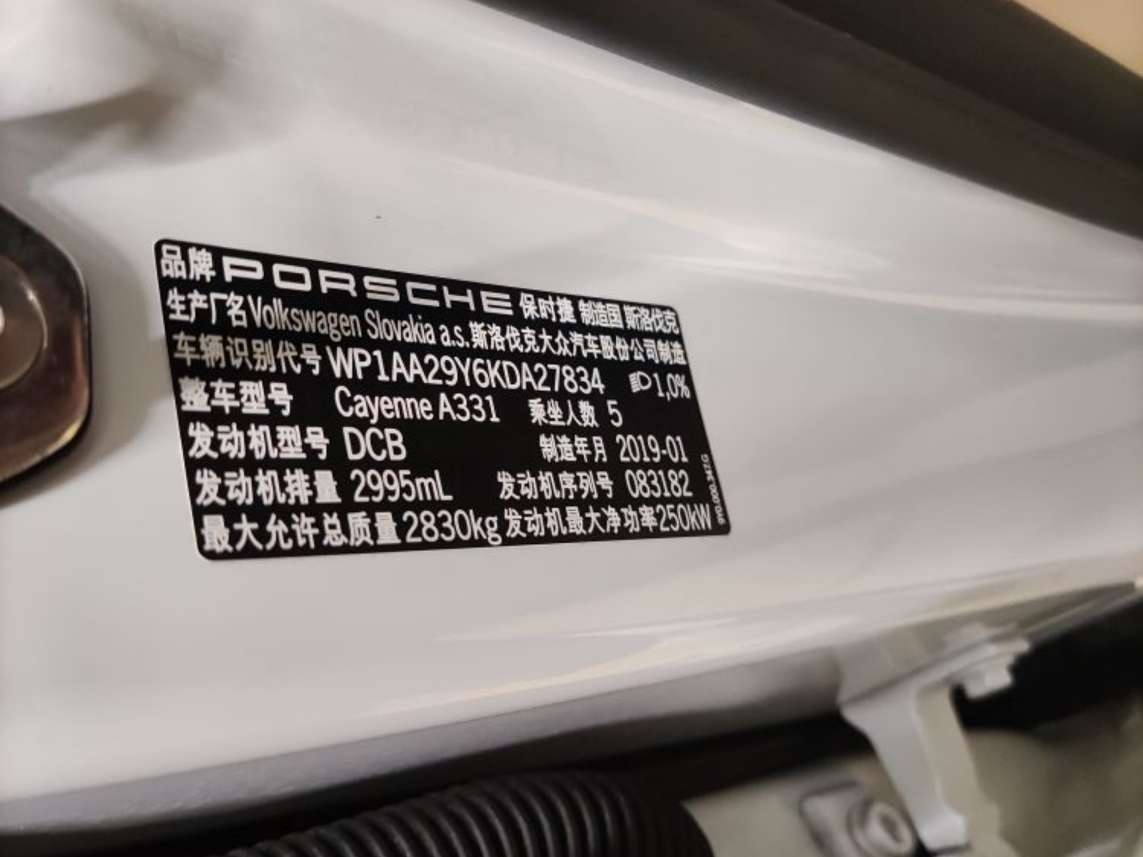 品牌 PORSCHE 保时捷 制造国 斯洛伐克
生产厂名 Volkswagen Slovakia a.s. 斯洛伐克大众汽车股份公司制造
车辆识别代号 WP1AA29Y6KDA27834 1,0%
整车型号 Cayenne A331 乘坐人数 5
发动机型号 DCB 制造年月 2019-01
发动机排量 2995mL 发动机序列号 083182
最大允许总质量 2830kg 发动机最大净功率 250kW
9Y0.000.347.G